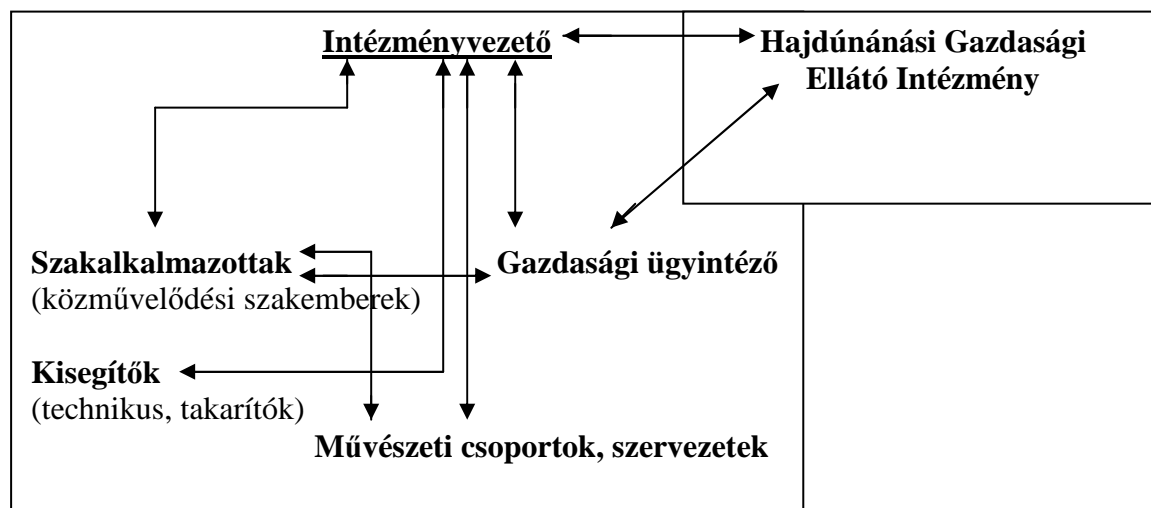 Intézményvezető
Hajdúnánási Gazdasági
Ellátó Intézmény
Szakalkalmazottak
(közművelődési szakemberek)
Gazdasági ügyintéző
Kisegítők
(technikus, takarítók)
Művészeti csoportok, szervezetek